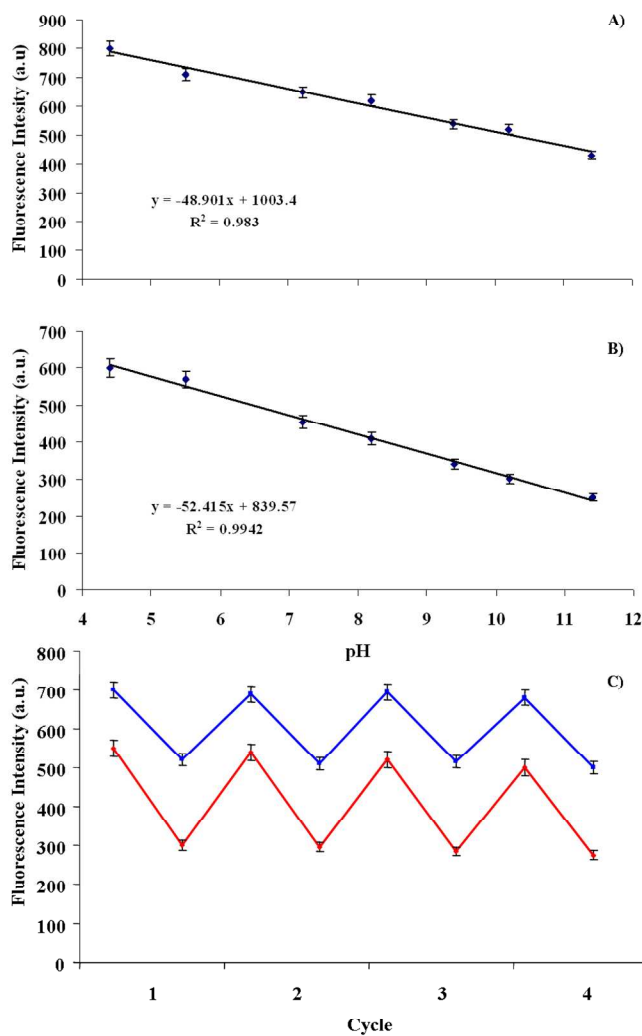 A)
Fluorescence Intesity (a.u)
900
800
700
600
500
400
300
200
100
0
y = -48.901x + 1003.4
R² = 0.983
B)
Fluorescence Intensity (a.u.)
700
600
500
400
300
200
100
0
y = -52.415x + 839.57
R² = 0.9942
4 5 6 7 8 9 10 11 12
pH
C)
Fluorescence Intensity (a.u.)
800
700
600
500
400
300
200
100
0
1 2 3 4
Cycle